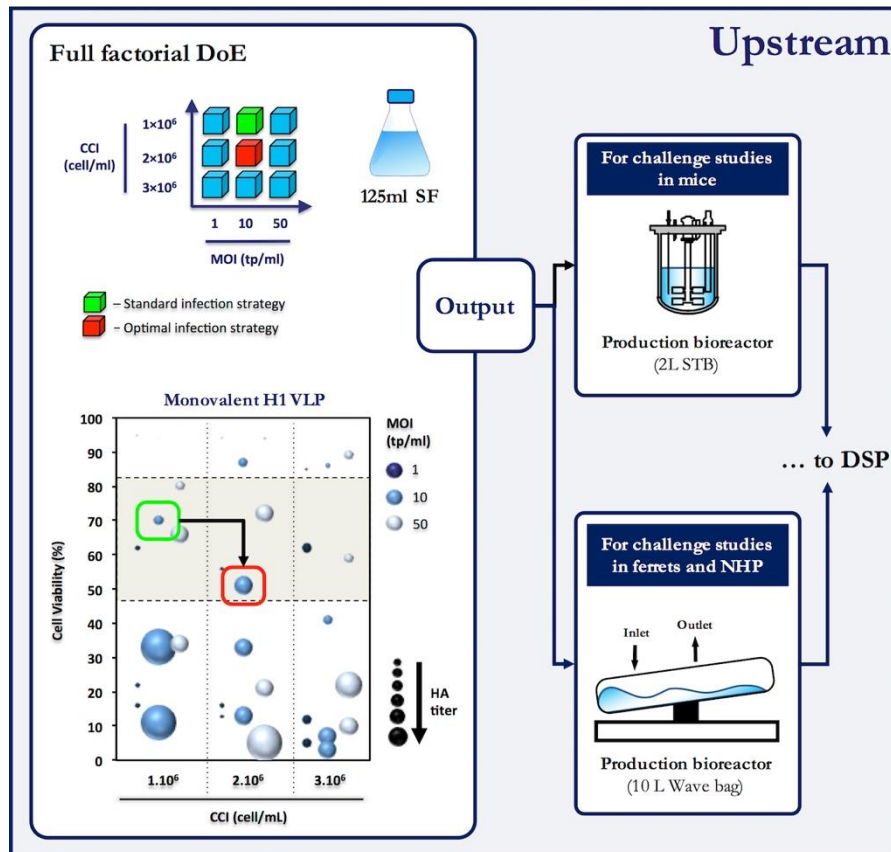 Upstream
Full factorial DoE
CCI
(cell/ml)
1×10⁶
2×10⁶
3×10⁶
1 10 50
MOI (tp/ml)
125ml SF
– Standard infection strategy
– Optimal infection strategy
Output
Monovalent H1 VLP
Cell Viability (%)
100
90
80
70
60
50
40
30
20
10
0
1.10⁶ 2.10⁶ 3.10⁶
CCI (cell/mL)
MOI
(tp/ml)
1
10
50
HA
titer
For challenge studies
in mice
Production bioreactor
(2L STB)
... to DSP
For challenge studies
in ferrets and NHP
Inlet Outlet
Production bioreactor
(10 L Wave bag)